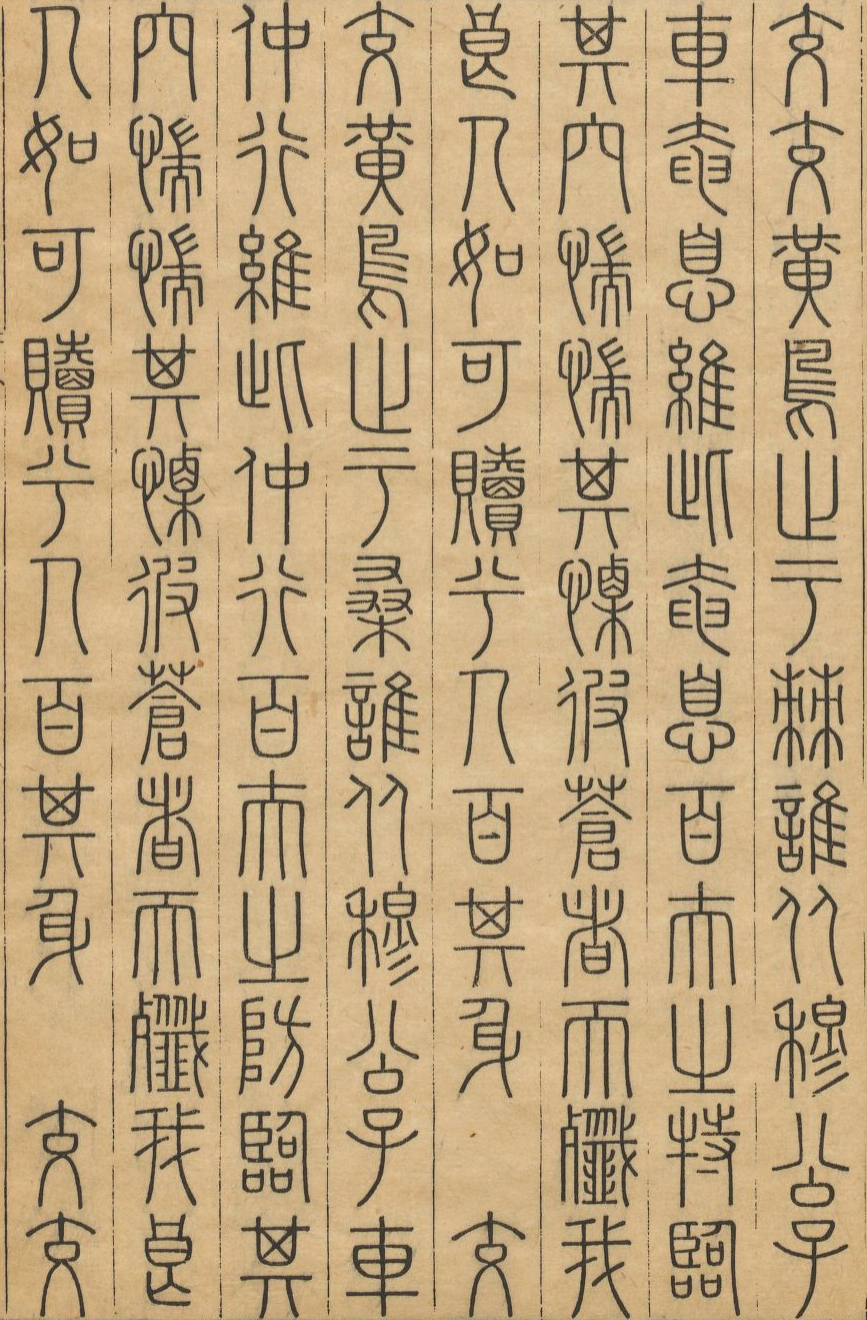 交交黃鳥止于棘誰从穆公子
車奄息維此奄息百夫之特臨
其穴惴惴其慄彼蒼者天殲我
良人如可贖兮人百其身　交
交黃鳥止于桑誰从穆公子車
仲行維此仲行百夫之防臨其
穴惴惴其慄彼蒼者天殲我良
人如可贖兮人百其身　交交